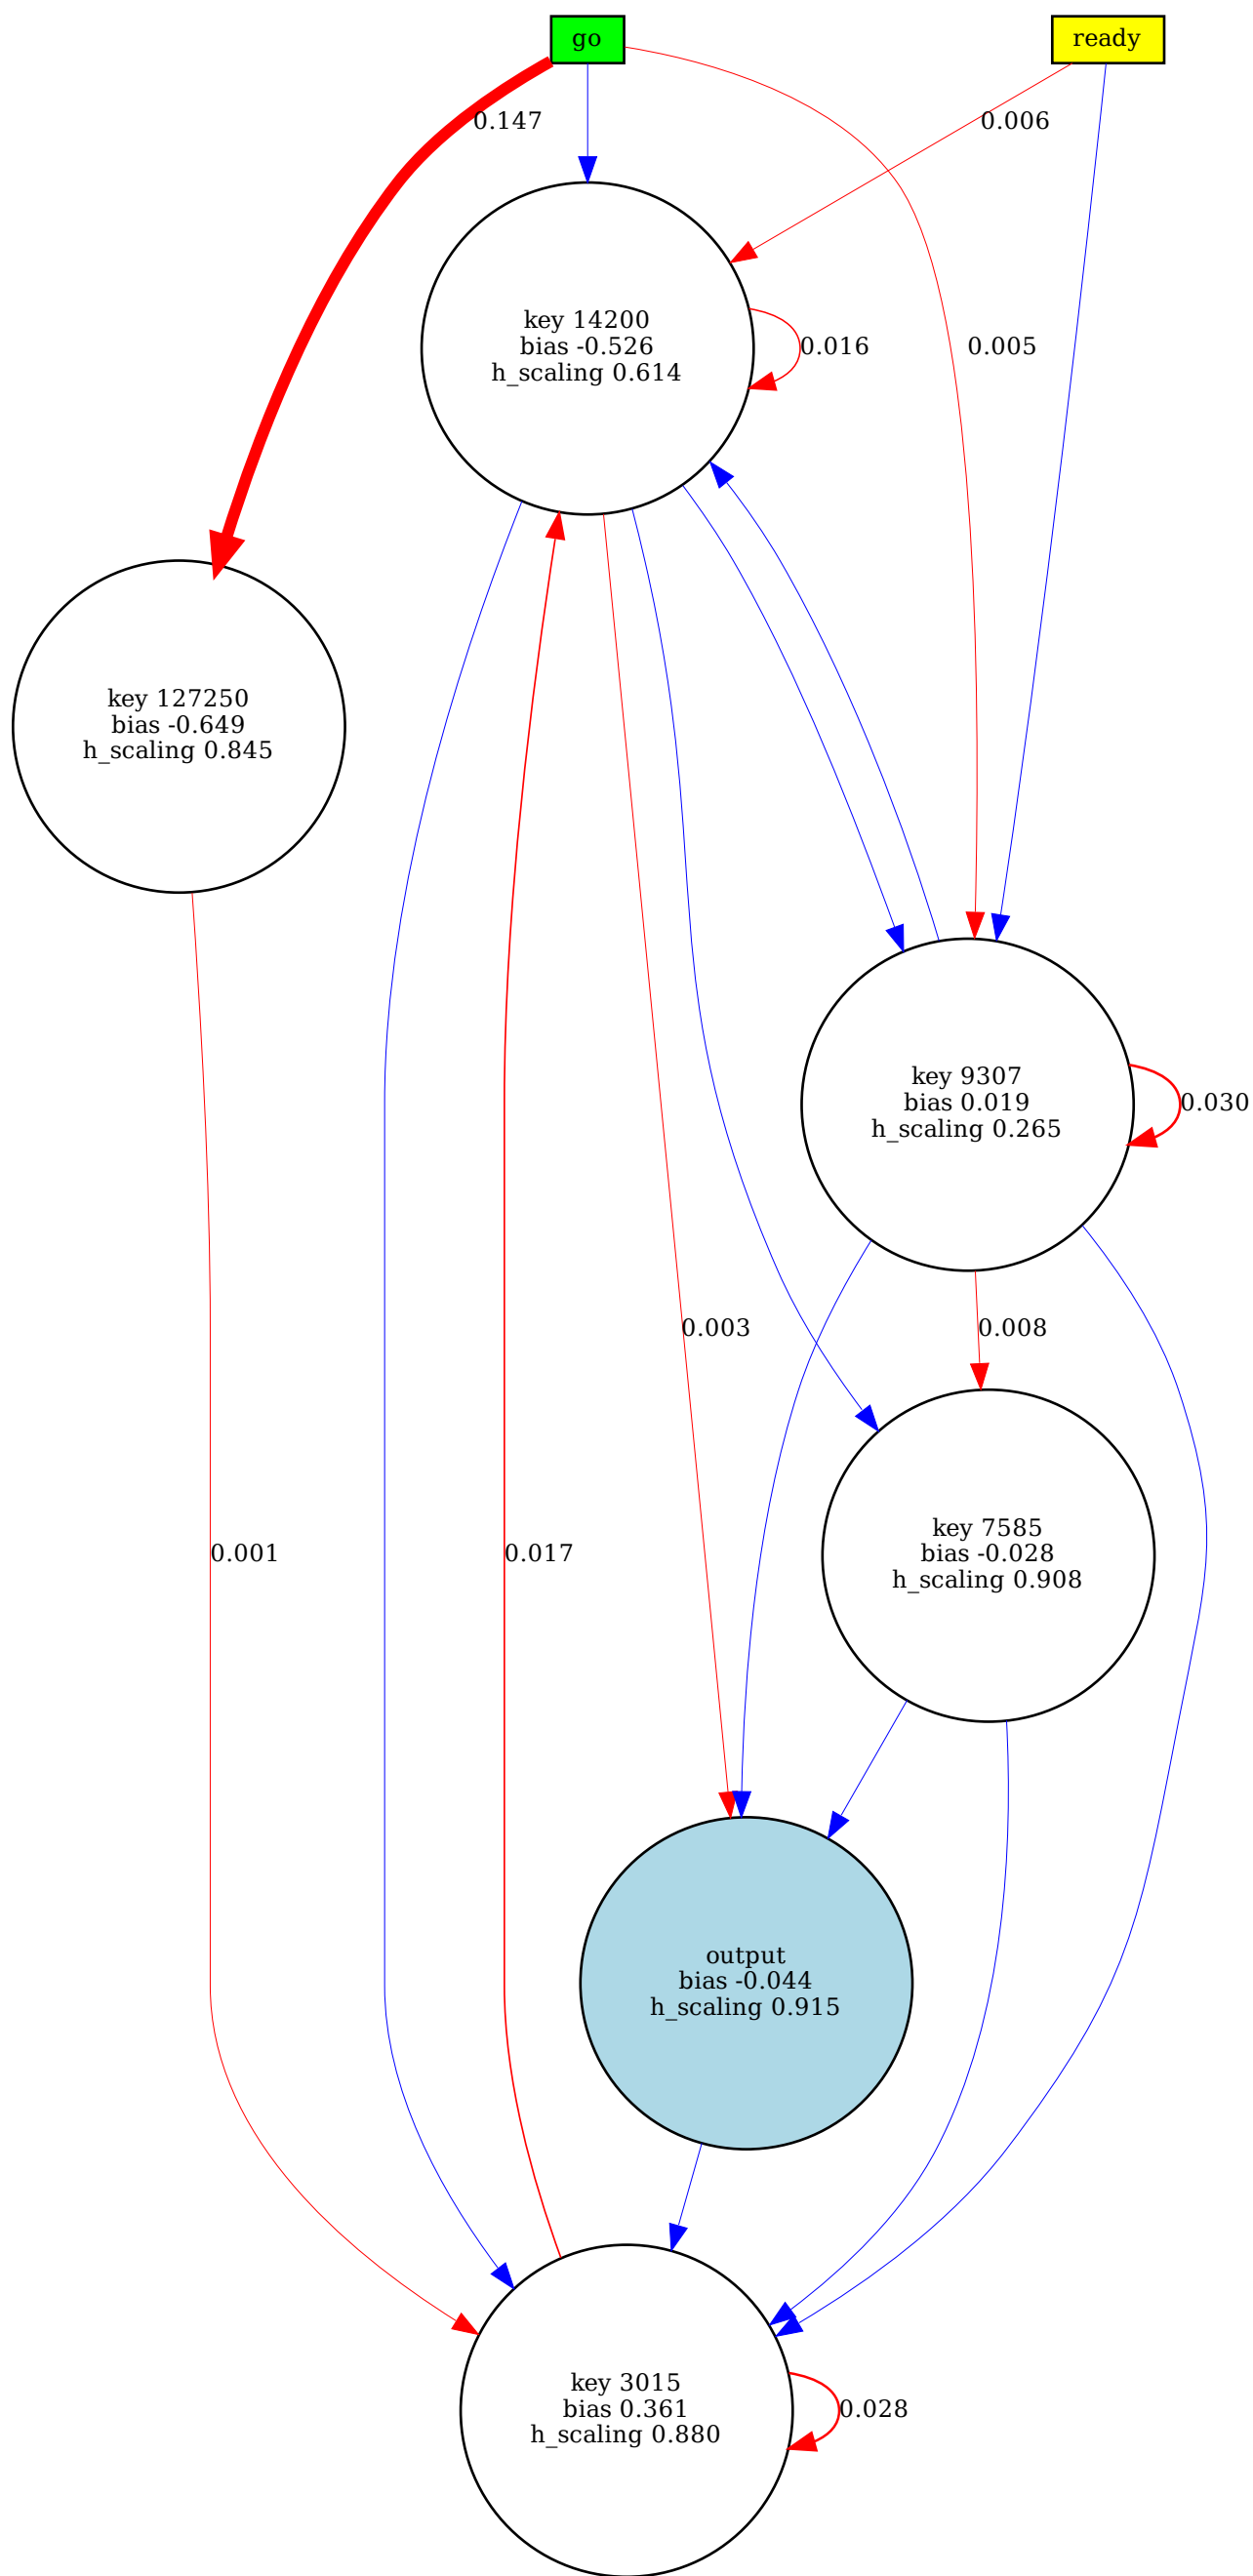 go
ready
0.147
0.006
key 14200
bias -0.526
h_scaling 0.614
0.016
0.005
key 127250
bias -0.649
h_scaling 0.845
key 9307
bias 0.019
h_scaling 0.265
0.030
0.003
0.008
key 7585
bias -0.028
h_scaling 0.908
0.001
0.017
output
bias -0.044
h_scaling 0.915
key 3015
bias 0.361
h_scaling 0.880
0.028